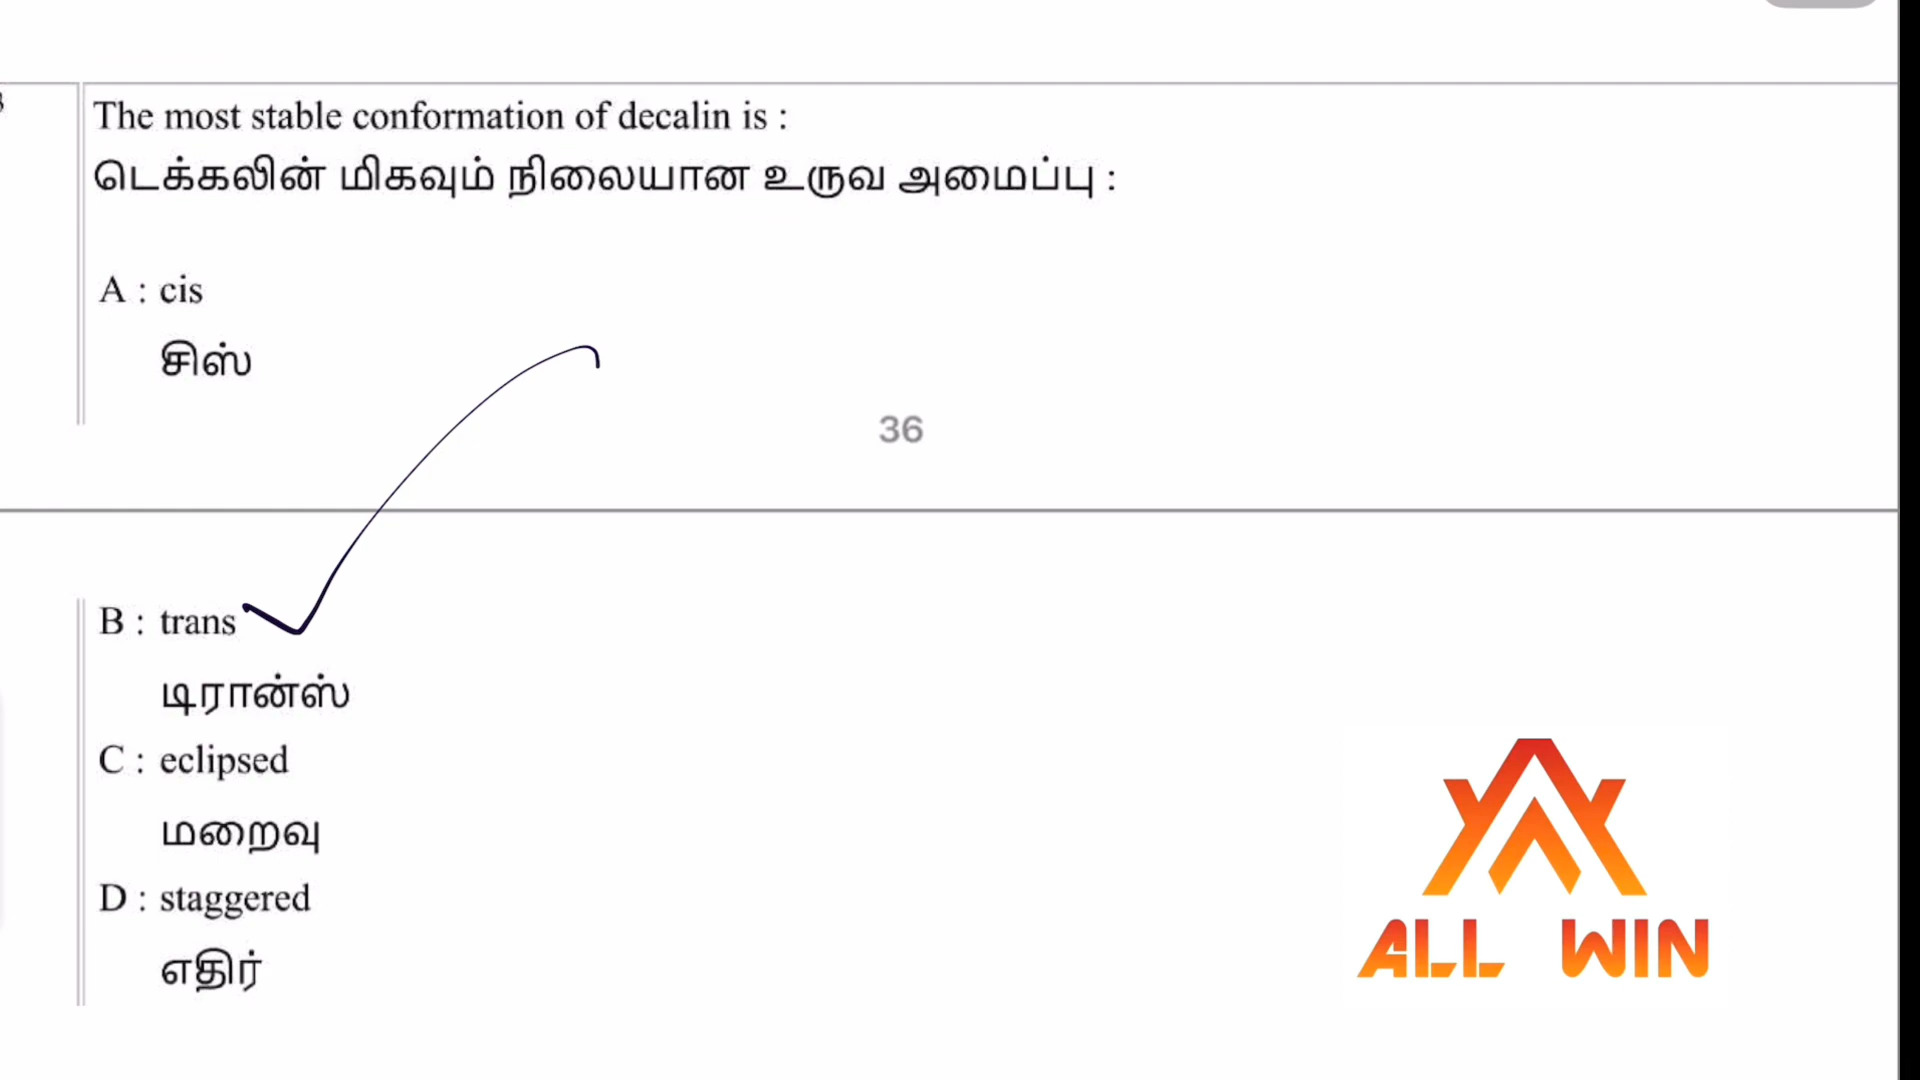 The most stable conformation of decalin is :
டெக்கலின் மிகவும் நிலையான உருவ அமைப்பு :
A : cis
சிஸ்
36
B : trans
டிரான்ஸ்
C : eclipsed
மறைவு
D : staggered
எதிர்
ALL WIN